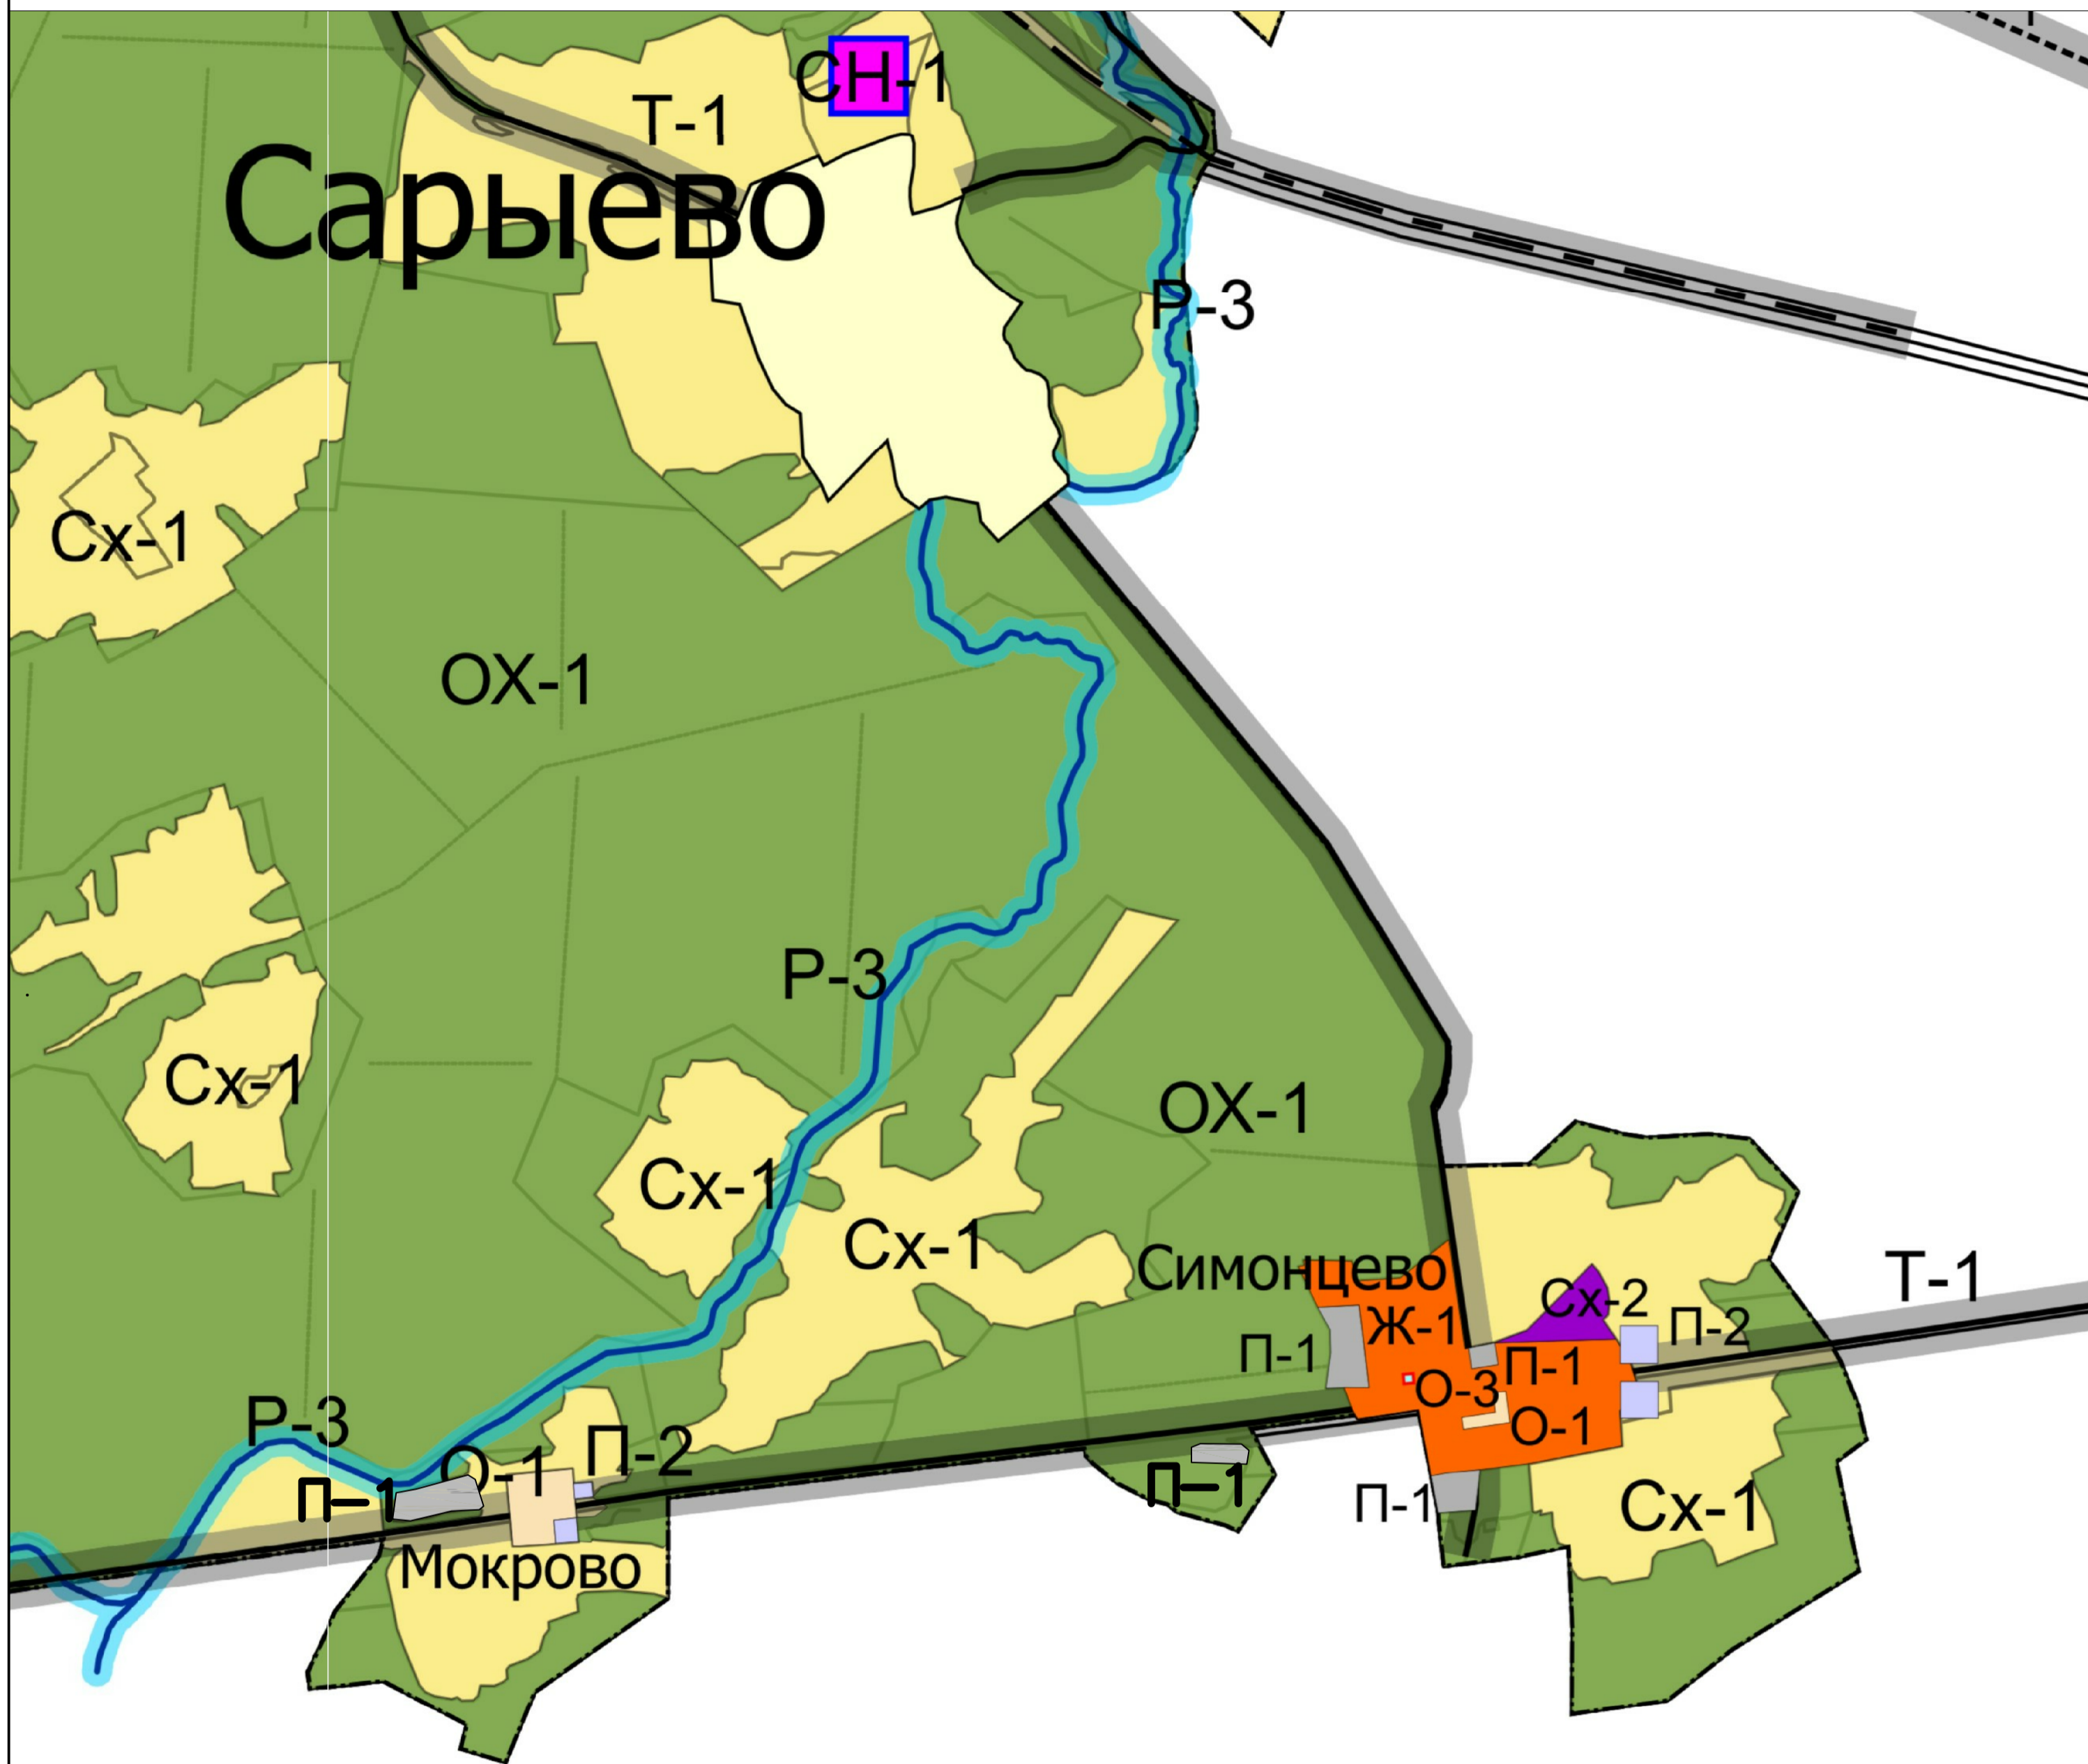 СН-1
Т-1
Сарыево
Р-3
Сх-1
ОХ-1
Р-3
Сх-1
ОХ-1
Сх-1
Сх-1
Симонцево
Т-1
Сх-2
Ж-1
П-2
П-1
П-1
О-3
О-1
Р-3
О-1
П-2
П-1
П-1
П-1
Сх-1
Мокрово